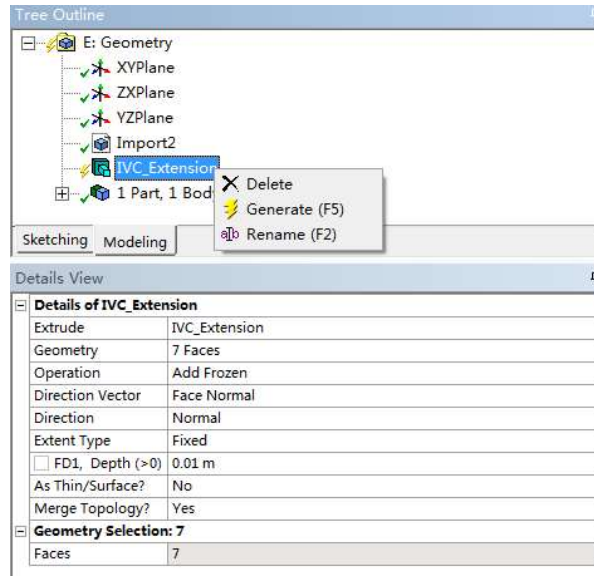 Tree Outline
E: Geometry
XYPlane
ZXPlane
YZPlane
Import2
IVC_Extension
Delete
1 Part, 1 Body
Generate (F5)
Rename (F2)
Sketching Modeling
Details View
Details of IVC_Extension
Extrude IVC_Extension
Geometry 7 Faces
Operation Add Frozen
Direction Vector Face Normal
Direction Normal
Extent Type Fixed
FD1, Depth (>0) 0.01 m
As Thin/Surface? No
Merge Topology? Yes
Geometry Selection: 7
Faces 7